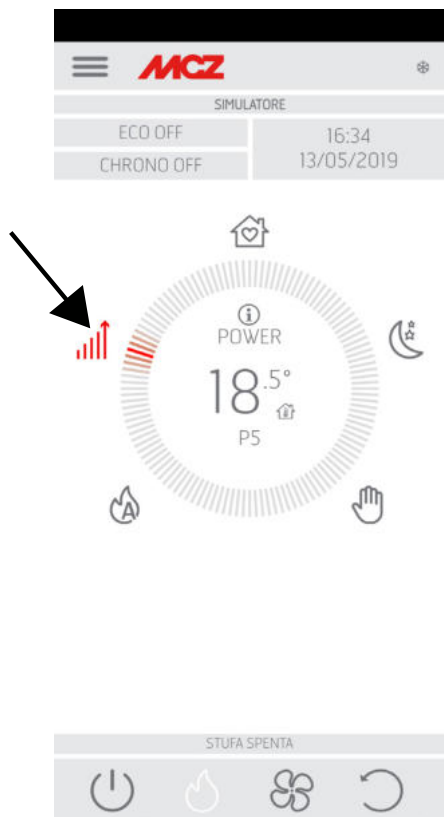 MCZ
SIMULATORE
ECO OFF
16:34
CHRONO OFF
13/05/2019
POWER
18.5°
P5
A
STUFA SPENTA